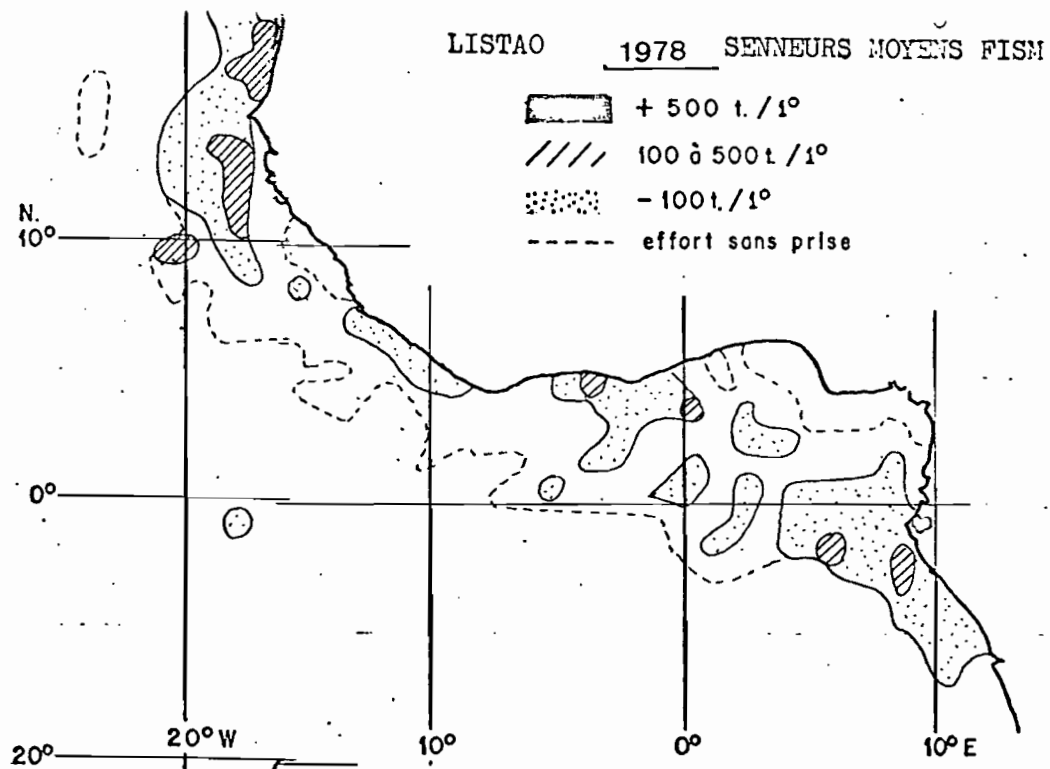 LISTAO 1978 SENNEURS MOYENS FISM
+ 500 t./1°
100 à 500 t./1°
- 100 t./1°
effort sans prise
N.
10°
0°
20° W 10° 0° 10° E
20°